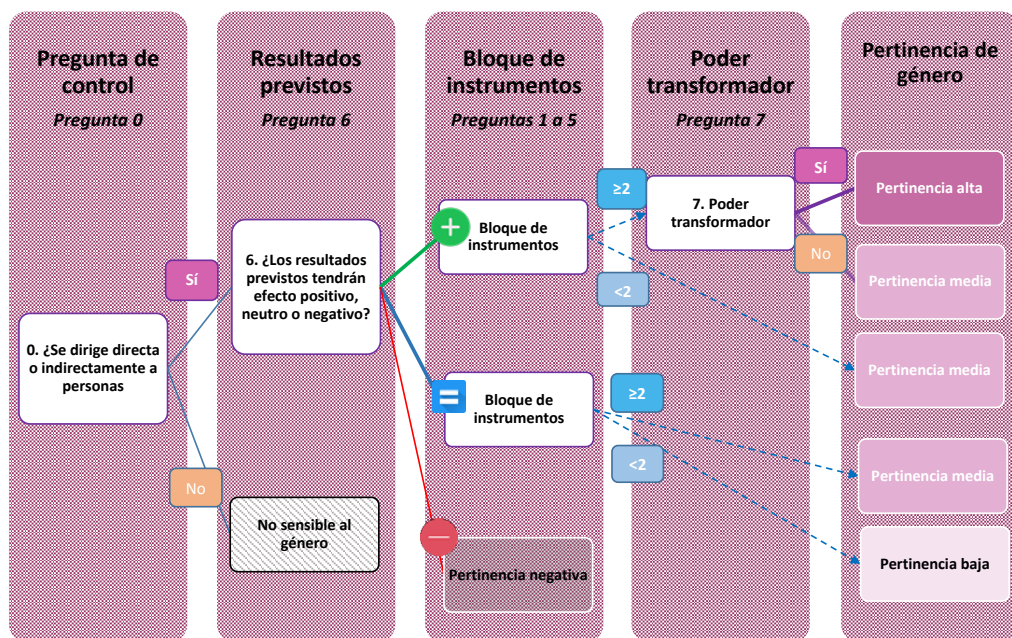 Pregunta de
control
Pregunta 0
Resultados
previstos
Pregunta 6
Bloque de
instrumentos
Preguntas 1 a 5
Poder
transformador
Pregunta 7
Pertinencia de
género
Sí
0. ¿Se dirige directa
o indirectamente a
personas
No
6. ¿Los resultados
previstos tendrán
efecto positivo,
neutro o negativo?
No sensible al
género
+
Bloque de
instrumentos
=
Bloque de
instrumentos
—
Pertinencia negativa
≥2
<2
≥2
<2
7. Poder
transformador
Sí
No
Pertinencia alta
Pertinencia media
Pertinencia media
Pertinencia media
Pertinencia baja